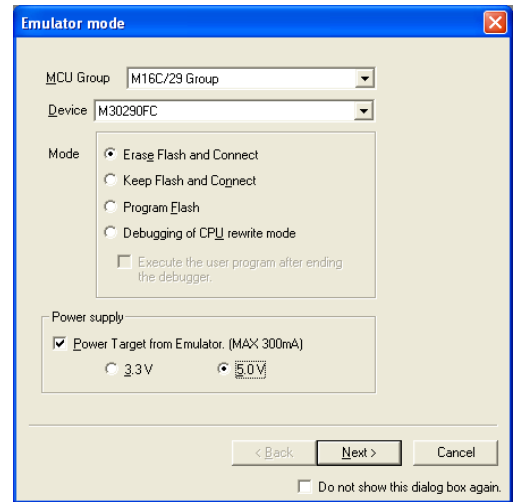 Emulator mode
MCU Group M16C/29 Group
Device M30290FC
Mode Erase Flash and Connect
Keep Flash and Connect
Program Flash
Debugging of CPU rewrite mode
Execute the user program after ending
the debugger.
Power supply
Power Target from Emulator. (MAX 300mA)
3.3 V 5.0 V
< Back Next > Cancel
Do not show this dialog box again.